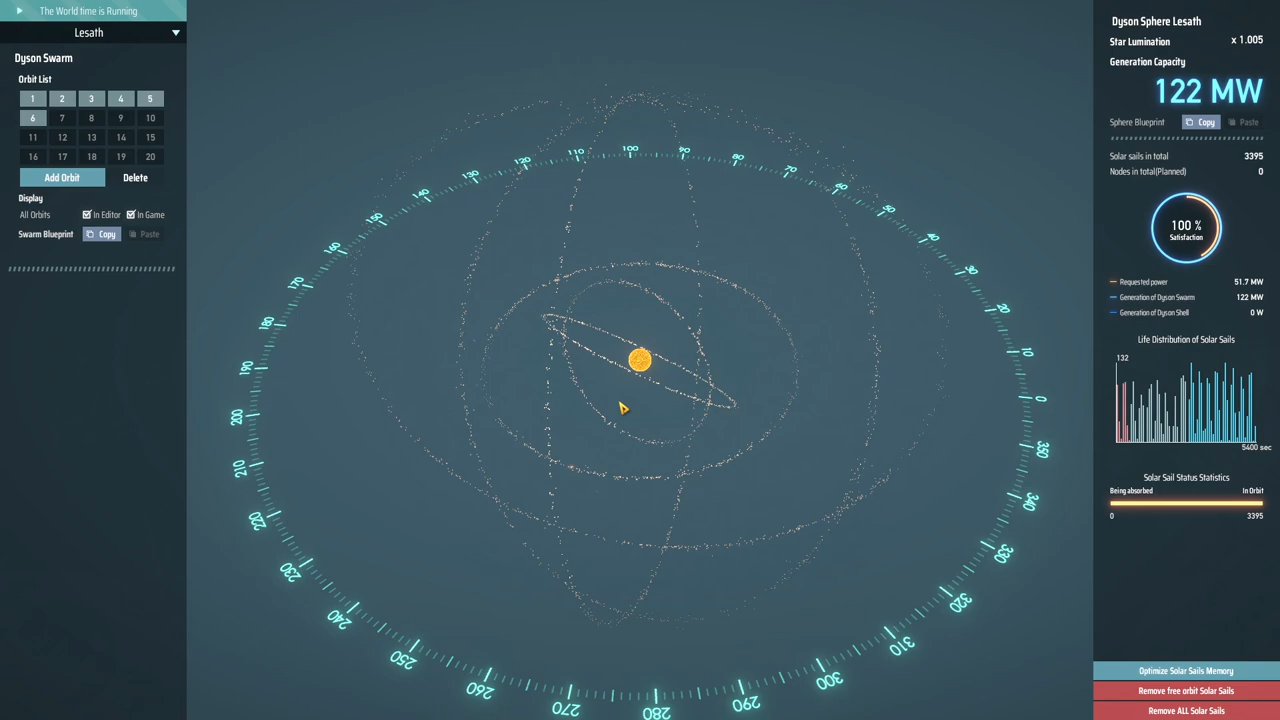 The World time is Running
Lesath
Dyson Swarm
Orbit List
1 2 3 4 5
6 7 8 9 10
11 12 13 14 15
16 17 18 19 20
Add Orbit Delete
Display
All Orbits In Editor In Game
Swarm Blueprint Copy Paste
100
110 90
120 80
130 70
140 60
150 50
160 40
170 30
180 20
190 10
200 0
210 350
220 340
230 330
240 320
250 310
260 300
270 290
280
Dyson Sphere Lesath
Star Lumination x 1.005
Generation Capacity
122 MW
Sphere Blueprint Copy Paste
Solar sails in total 3395
Nodes in total(Planned) 0
100 %
Satisfaction
Requested power 51.7 MW
Generation of Dyson Swarm 122 MW
Generation of Dyson Shell 0 W
Life Distribution of Solar Sails
132
5400 sec
Solar Sail Status Statistics
Being absorbed In Orbit
0 3395
Optimize Solar Sails Memory
Remove free orbit Solar Sails
Remove ALL Solar Sails